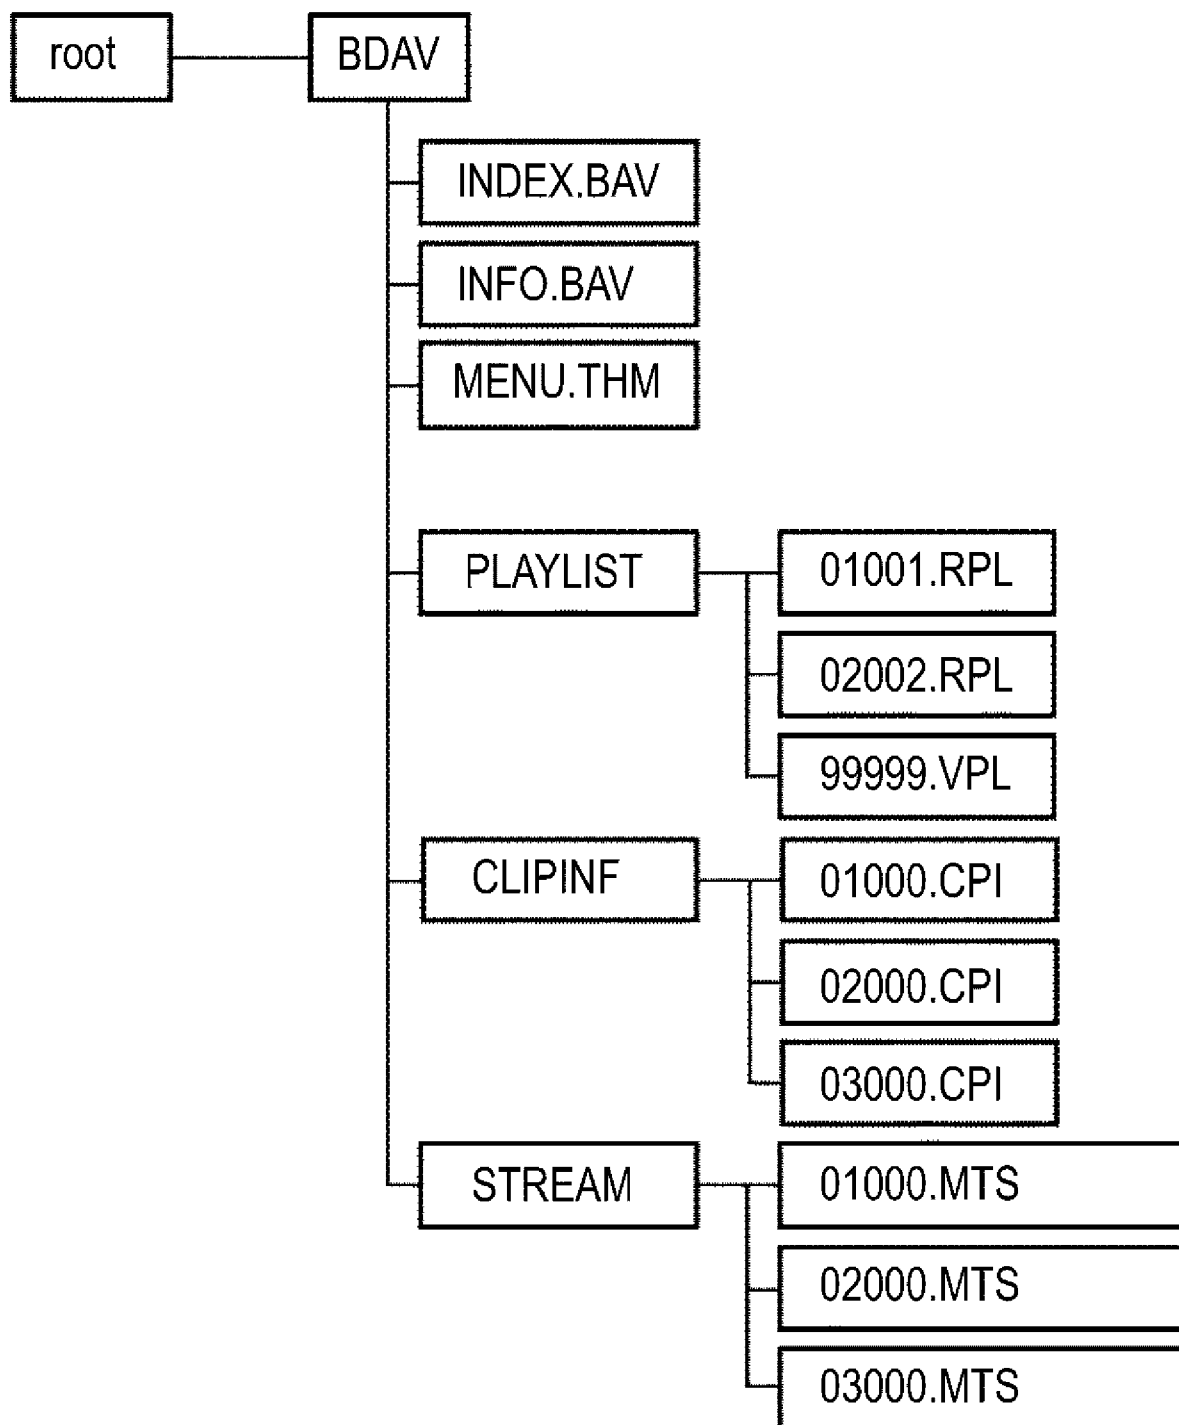 root
BDAV
INDEX.BAV
INFO.BAV
MENU.THM
PLAYLIST
01001.RPL
02002.RPL
99999.VPL
CLIPINF
01000.CPI
02000.CPI
03000.CPI
STREAM
01000.MTS
02000.MTS
03000.MTS